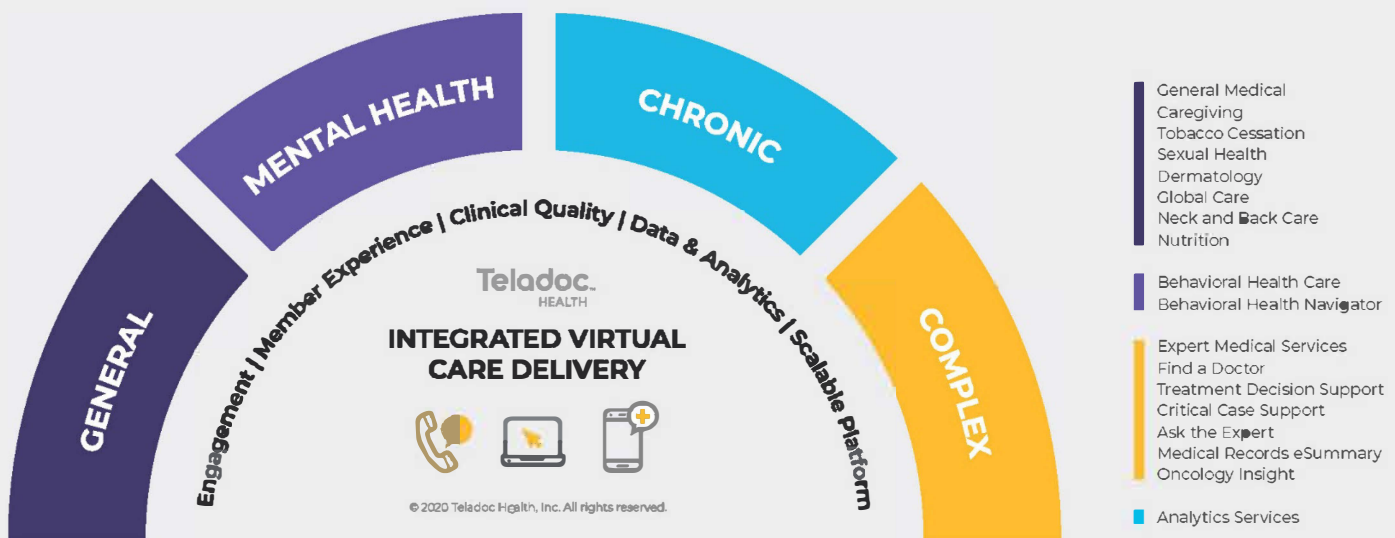 GENERAL
MENTAL HEALTH
CHRONIC
COMPLEX
Engagement | Member Experience | Clinical Quality | Data & Analytics | Scalable Platform
Teladoc™
HEALTH
INTEGRATED VIRTUAL
CARE DELIVERY
© 2020 Teladoc Health, Inc. All rights reserved.
General Medical
Caregiving
Tobacco Cessation
Sexual Health
Dermatology
Global Care
Neck and Back Care
Nutrition
Behavioral Health Care
Behavioral Health Navigator
Expert Medical Services
Find a Doctor
Treatment Decision Support
Critical Case Support
Ask the Expert
Medical Records eSummary
Oncology Insight
Analytics Services